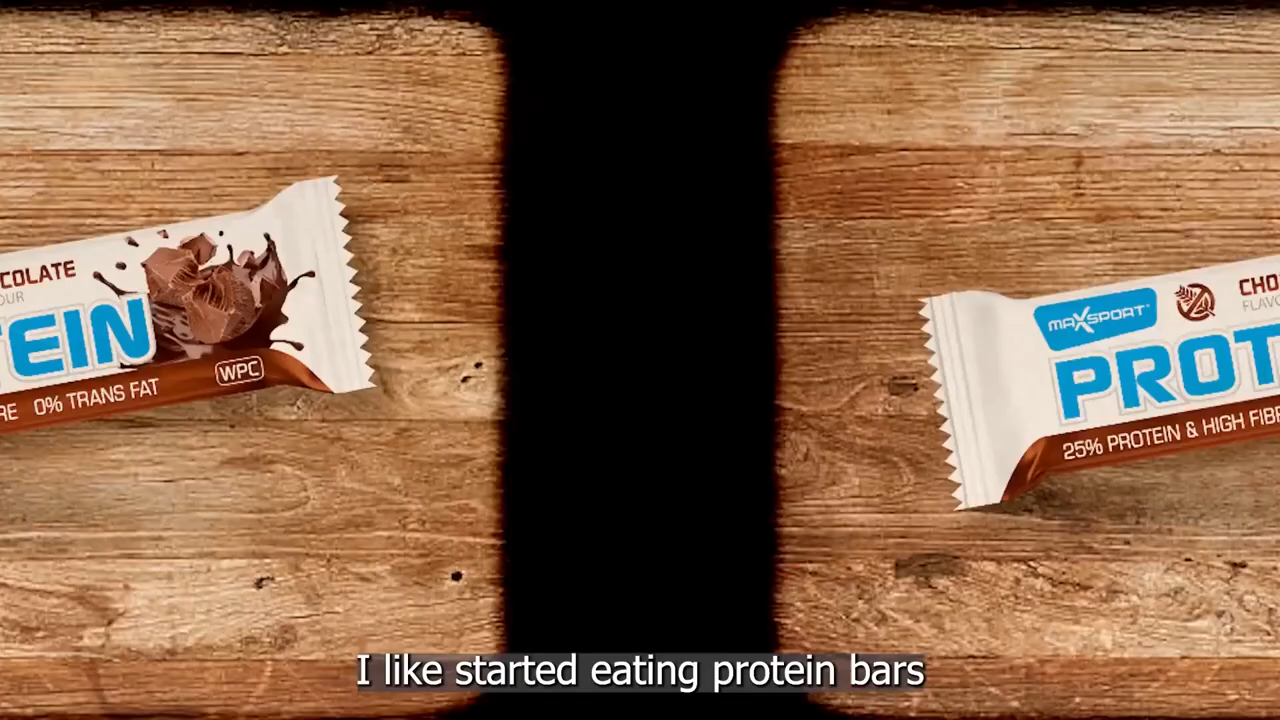 COLATE
OUR
TEIN
RE 0% TRANS FAT
WPC
MAXSPORT
CHO
FLAVO
PROT
25% PROTEIN & HIGH FIBR
I like started eating protein bars